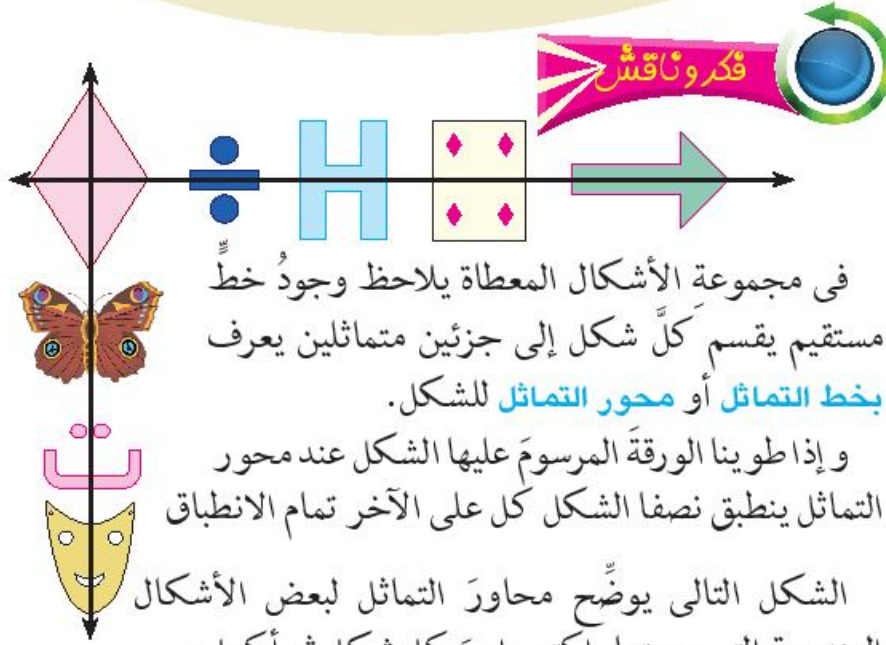 فكر وناقش
فى مجموعةِ الأشكال المعطاة يلاحظ وجودُ خطٍّ
مستقيم يقسم كلَّ شكل إلى جزئين متماثلين يعرف
بخط التماثل أو محور التماثل للشكل.
و إذا طوينا الورقةَ المرسومَ عليها الشكل عند محور
التماثل ينطبق نصفا الشكل كل على الآخر تمام الانطباق
الشكل التالى يوضِّح محاورَ التماثل لبعض الأشكال